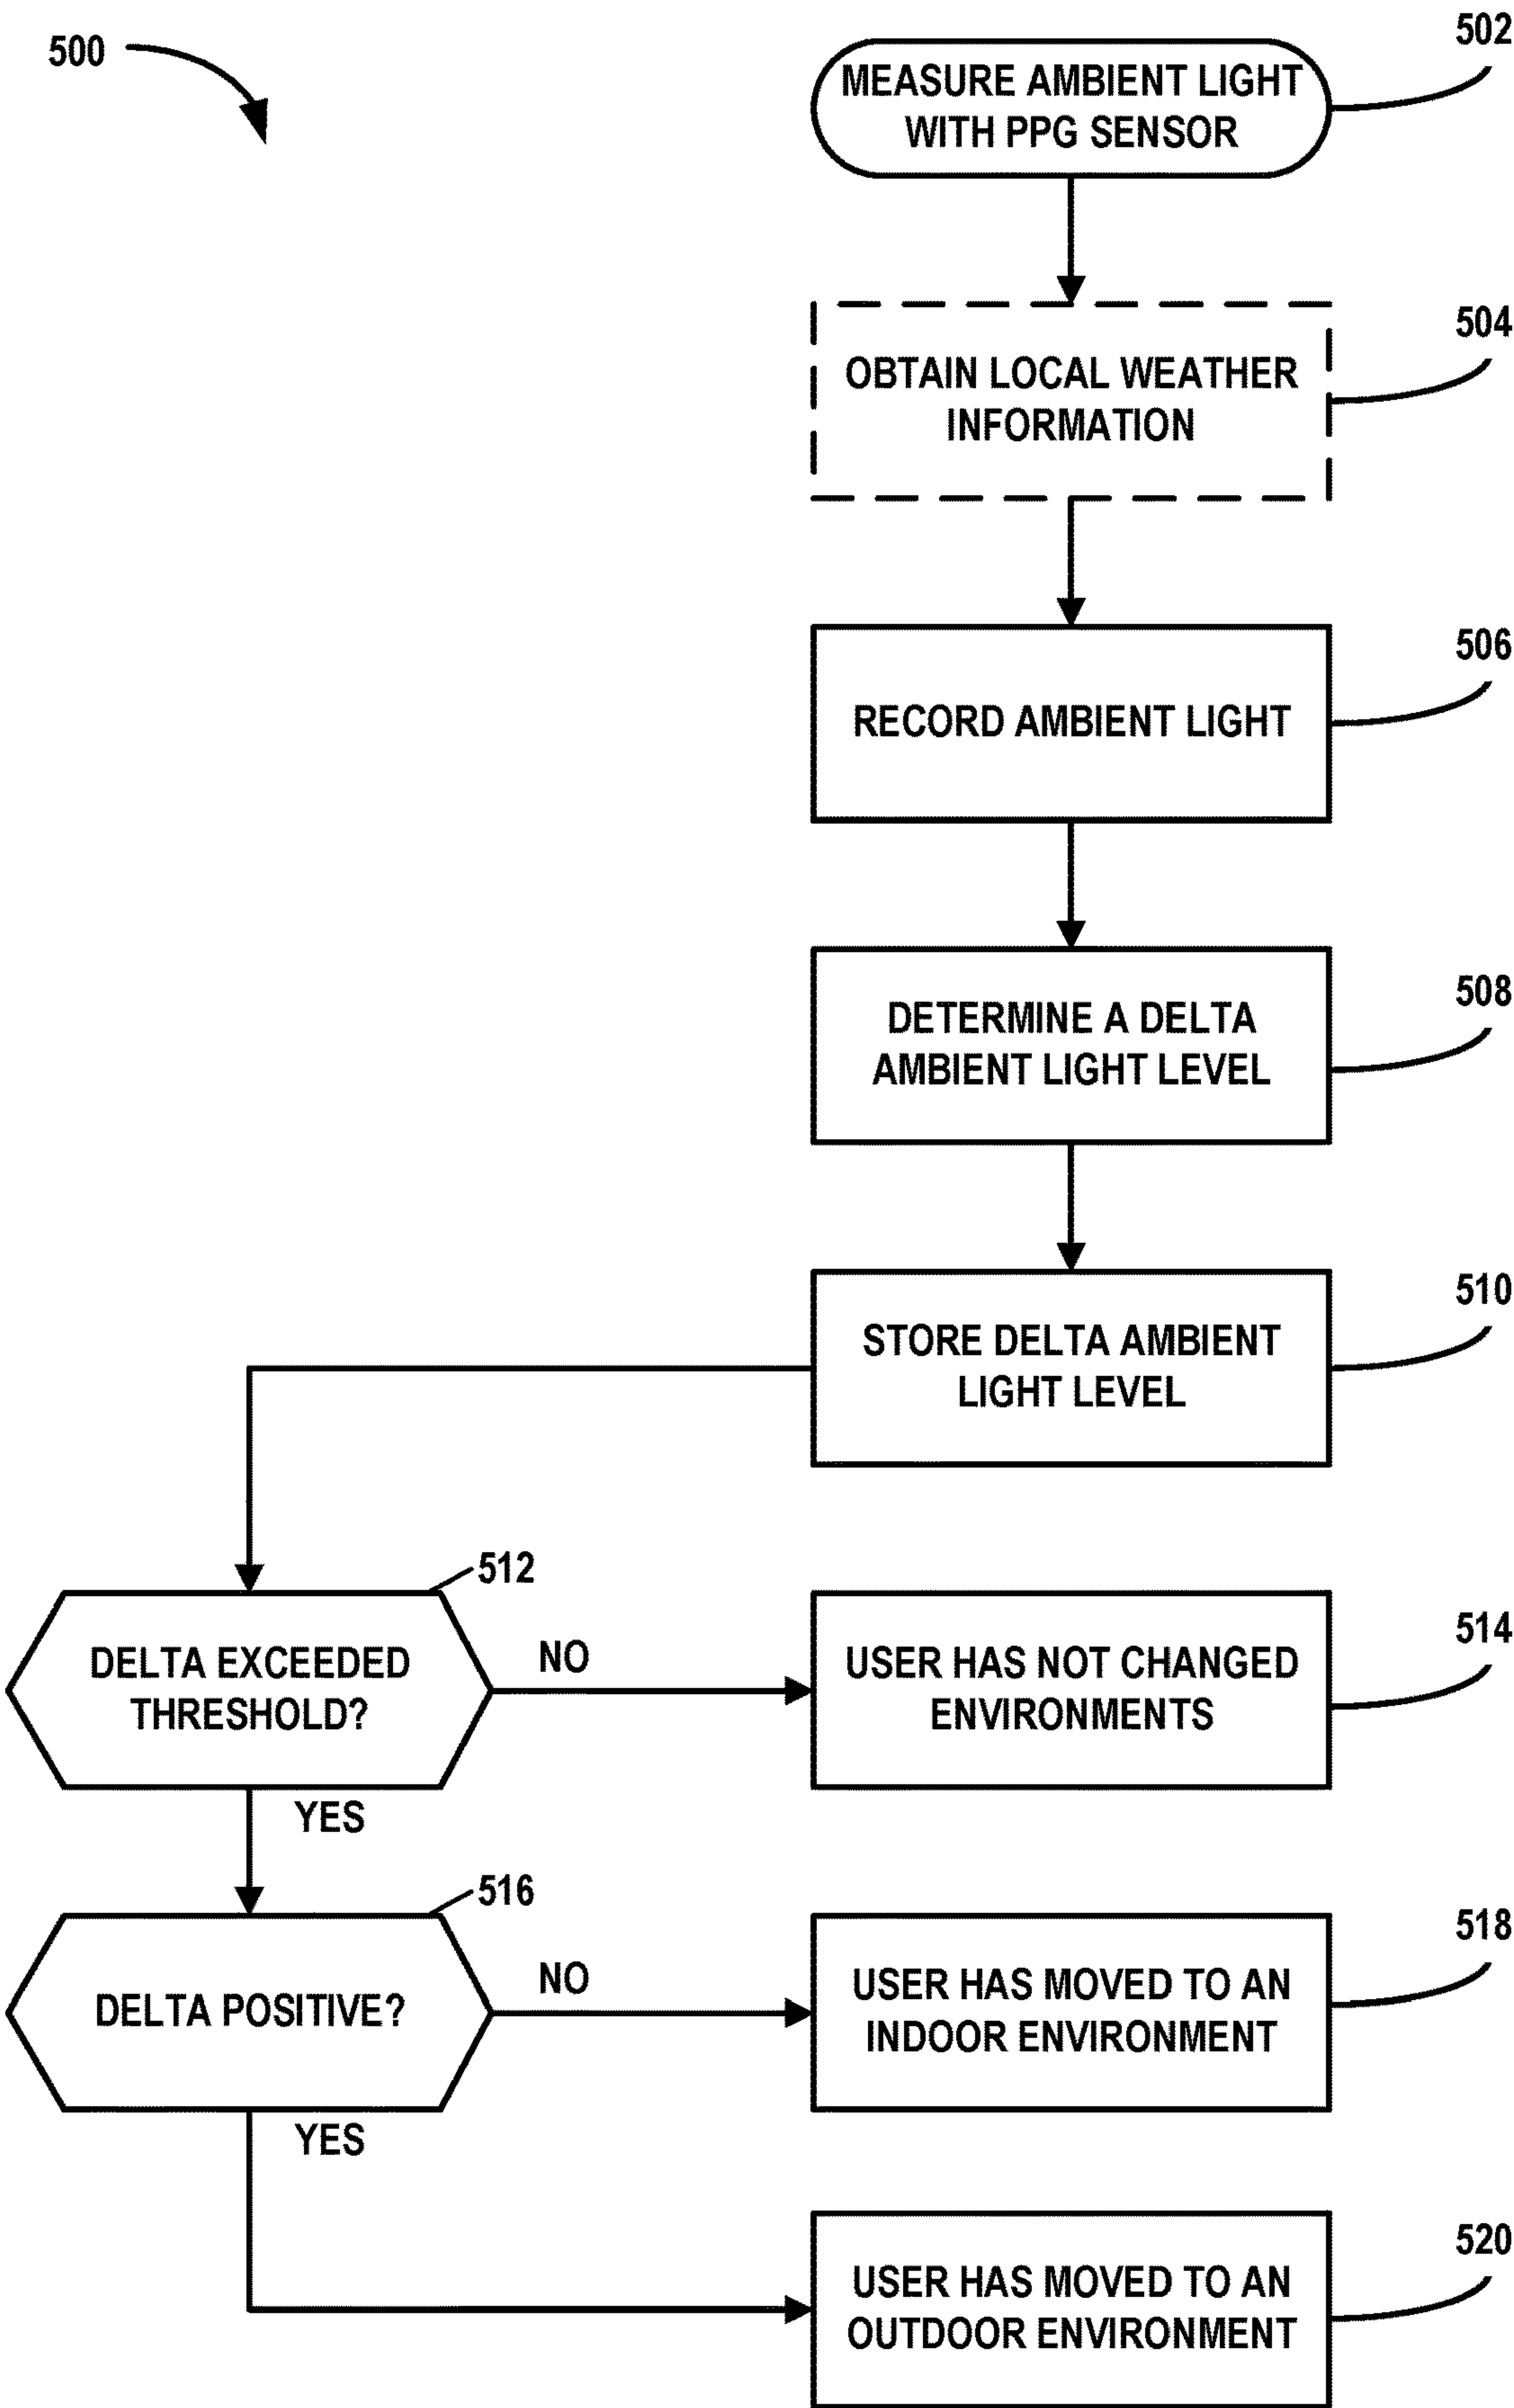 500
502
MEASURE AMBIENT LIGHT
WITH PPG SENSOR
504
OBTAIN LOCAL WEATHER
INFORMATION
506
RECORD AMBIENT LIGHT
508
DETERMINE A DELTA
AMBIENT LIGHT LEVEL
510
STORE DELTA AMBIENT
LIGHT LEVEL
512
DELTA EXCEEDED
THRESHOLD?
NO
YES
514
USER HAS NOT CHANGED
ENVIRONMENTS
516
DELTA POSITIVE?
NO
YES
518
USER HAS MOVED TO AN
INDOOR ENVIRONMENT
520
USER HAS MOVED TO AN
OUTDOOR ENVIRONMENT